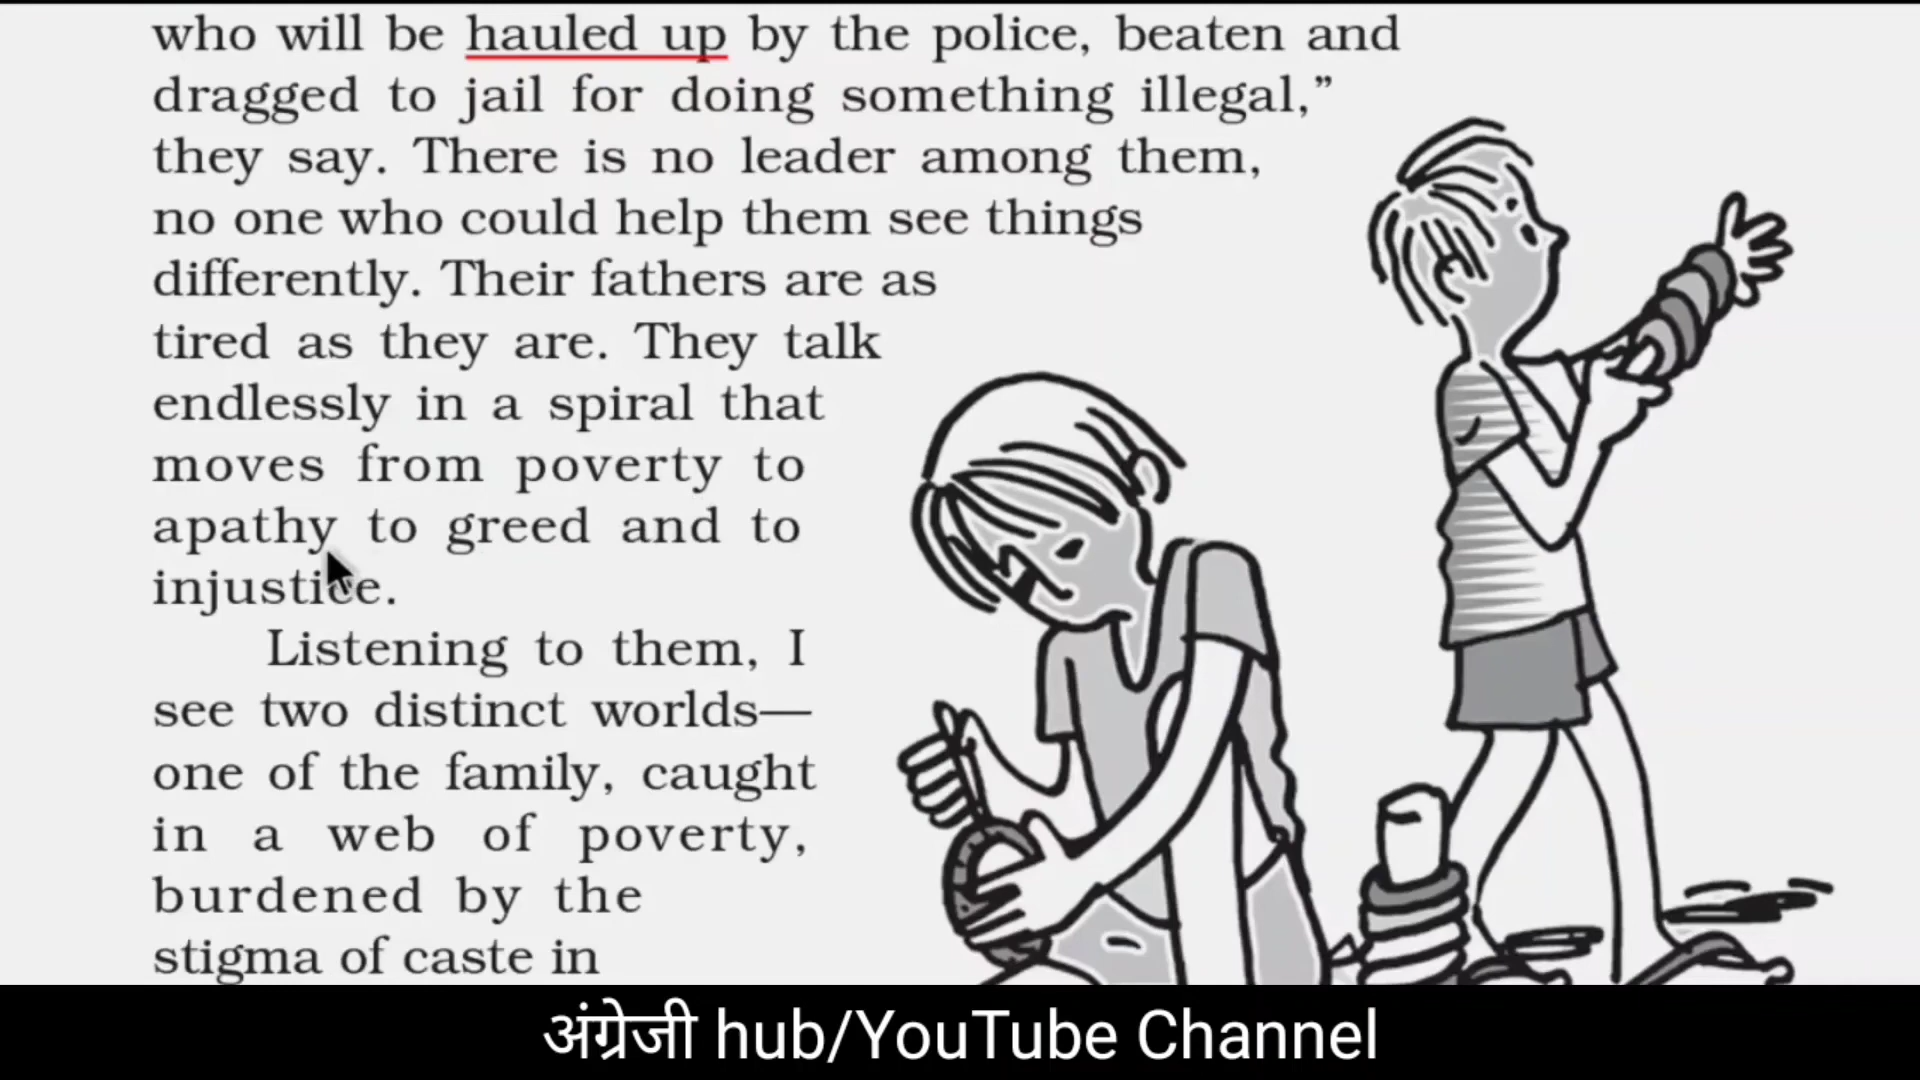 who will be hauled up by the police, beaten and
dragged to jail for doing something illegal,”
they say. There is no leader among them,
no one who could help them see things
differently. Their fathers are as
tired as they are. They talk
endlessly in a spiral that
moves from poverty to
apathy to greed and to
injustice.
Listening to them, I
see two distinct worlds—
one of the family, caught
in a web of poverty,
burdened by the
stigma of caste in
अंग्रेजी hub/YouTube Channel